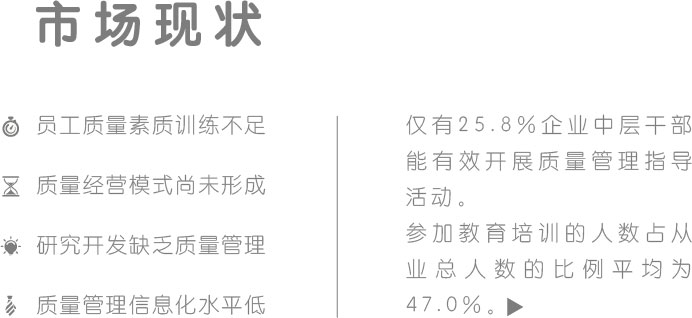 市场现状
员工质量素质训练不足
质量经营模式尚未形成
研究开发缺乏质量管理
质量管理信息化水平低
仅有25.8%企业中层干部
能有效开展质量管理指导
活动。
参加教育培训的人数占从
业总人数的比例平均为
47.0%。